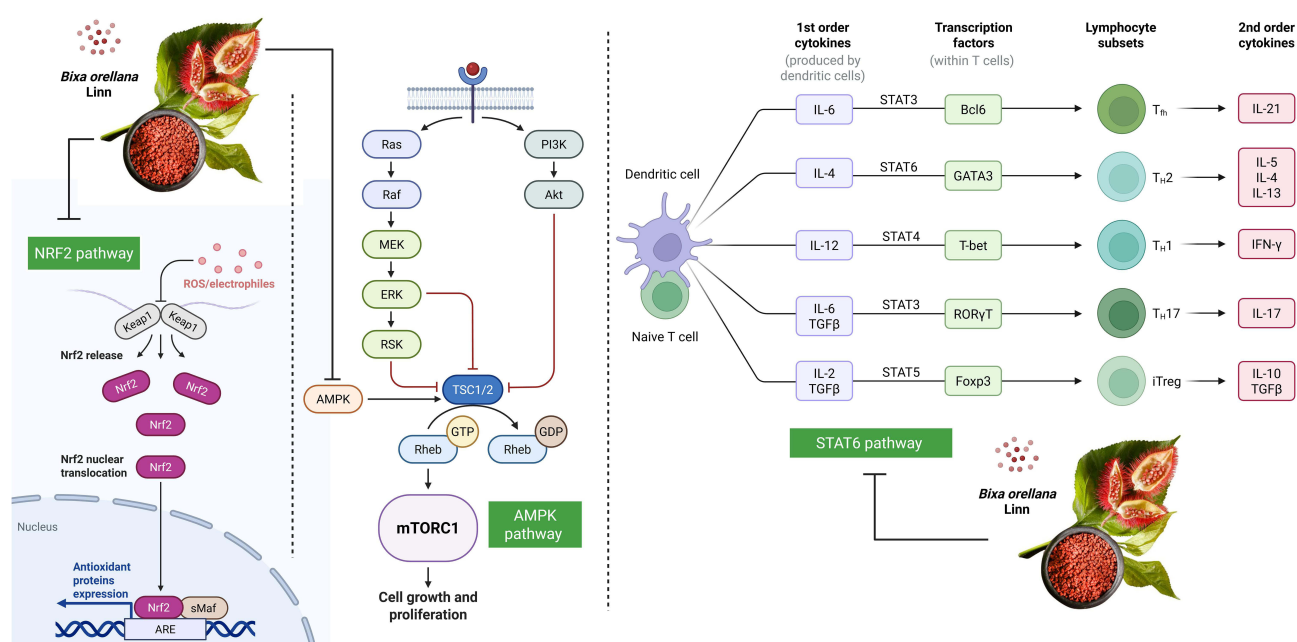 Bixa orellana
Linn
NRF2 pathway
ROS/electrophiles
Keap1
Keap1
Nrf2 release
Nrf2
Nrf2
Nrf2
Nrf2 nuclear
translocation
Nrf2
Nucleus
Antioxidant
proteins
expression
Nrf2
sMaf
ARE
Ras
PI3K
Raf
Akt
MEK
ERK
RSK
AMPK
TSC1/2
GTP
Rheb
GDP
Rheb
mTORC1
AMPK
pathway
Cell growth and
proliferation
1st order
cytokines
(produced by
dendritic cells)
Transcription
factors
(within T cells)
Lymphocyte
subsets
2nd order
cytokines
Dendritic cell
Naive T cell
IL-6
STAT3
Bcl6
Tfh
IL-21
IL-4
STAT6
GATA3
TH2
IL-5
IL-4
IL-13
IL-12
STAT4
T-bet
TH1
IFN-γ
IL-6
TGFβ
STAT3
RORγT
TH17
IL-17
IL-2
TGFβ
STAT5
Foxp3
iTreg
IL-10
TGFβ
STAT6 pathway
Bixa orellana
Linn